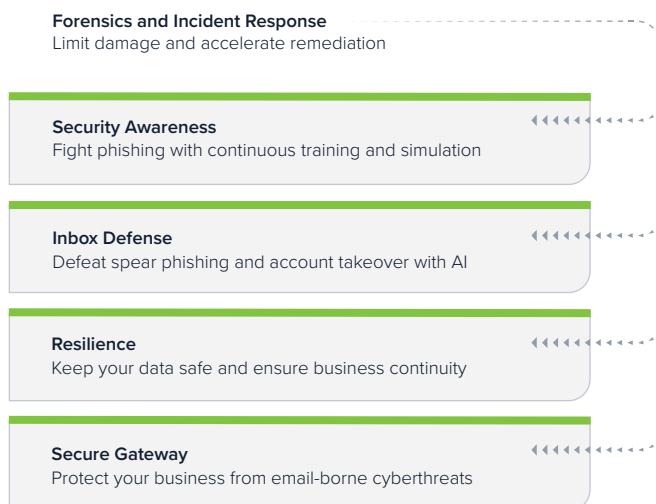 Forensics and Incident Response
Limit damage and accelerate remediation
Security Awareness
Fight phishing with continuous training and simulation
Inbox Defense
Defeat spear phishing and account takeover with AI
Resilience
Keep your data safe and ensure business continuity
Secure Gateway
Protect your business from email-borne cyberthreats